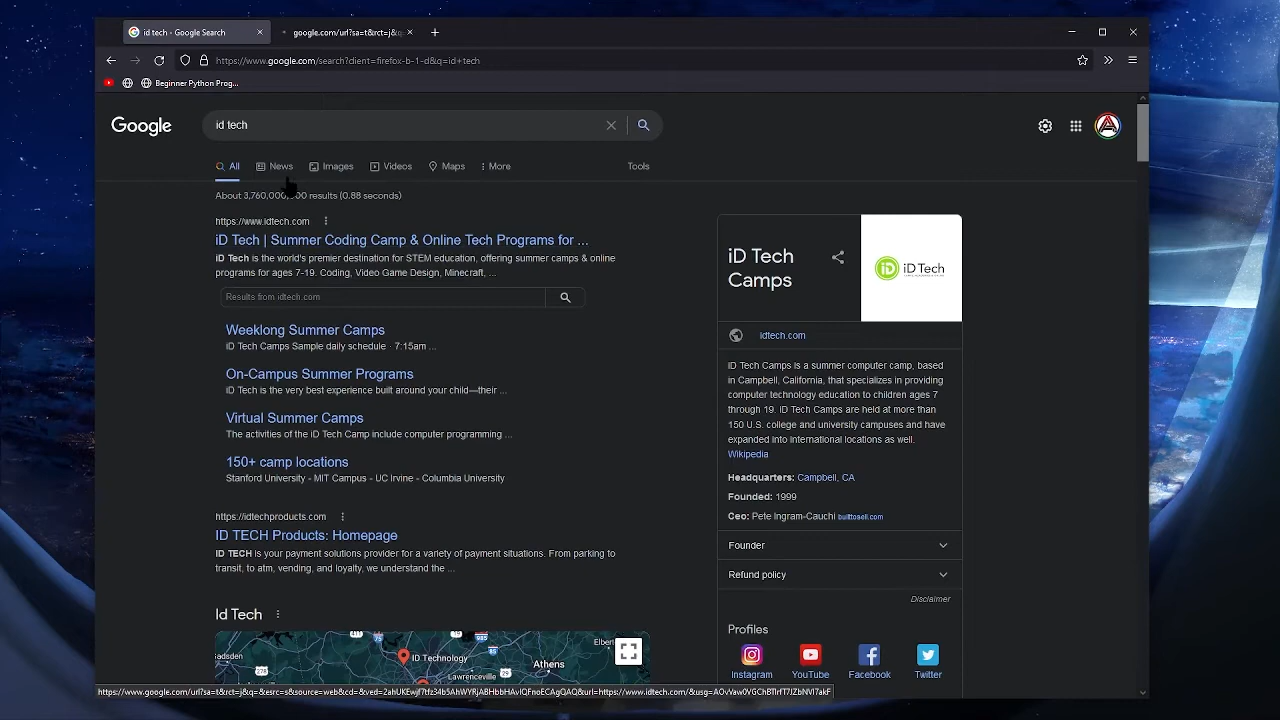 id tech - Google Search
google.com/url?sa=t&rct=j&q=
https://www.google.com/search?client=firefox-b-1-d&q=id+tech
Beginner Python Prog...
Google
id tech
All
News
Images
Videos
Maps
More
Tools
About 3,760,000,000 results (0.88 seconds)
https://www.idtech.com
iD Tech | Summer Coding Camp & Online Tech Programs for ...
iD Tech is the world's premier destination for STEM education, offering summer camps & online
programs for ages 7-19. Coding, Video Game Design, Minecraft, ...
Results from idtech.com
Weeklong Summer Camps
iD Tech Camps Sample daily schedule · 7:15am ...
On-Campus Summer Programs
iD Tech is the very best experience built around your child—their ...
Virtual Summer Camps
The activities of the iD Tech Camp include computer programming ...
150+ camp locations
Stanford University - MIT Campus - UC Irvine - Columbia University
https://idtechproducts.com
ID TECH Products: Homepage
ID TECH is your payment solutions provider for a variety of payment situations. From parking to
transit, to atm, vending, and loyalty, we understand the ...
Id Tech
adsden
75
19
985
Elbert
ID Technology
Athens
278
29
85
Lawrenceville
iD Tech
Camps
iD Tech
idtech.com
ID Tech Camps is a summer computer camp, based
in Campbell, California, that specializes in providing
computer technology education to children ages 7
through 19. ID Tech Camps are held at more than
150 U.S. college and university campuses and have
expanded into international locations as well.
Wikipedia
Headquarters: Campbell, CA
Founded: 1999
Ceo: Pete Ingram-Cauchi builttosell.com
Founder
Refund policy
Disclaimer
Profiles
Instagram
YouTube
Facebook
Twitter